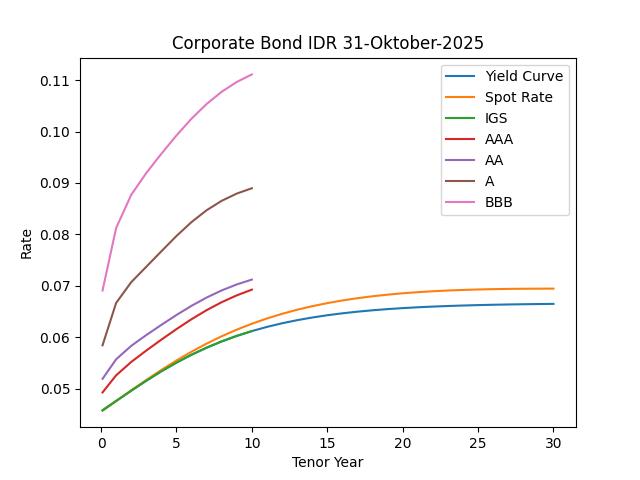 Corporate Bond IDR 31-Oktober-2025
Yield Curve
Spot Rate
IGS
AAA
AA
A
BBB
0.11
0.10
0.09
0.08
0.07
0.06
0.05
Rate
0
5
10
15
20
25
30
Tenor Year